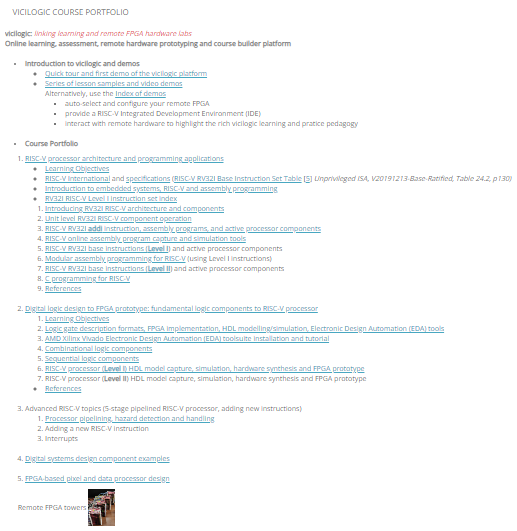 VICILOGIC COURSE PORTFOLIO
vicilogic: linking learning and remote FPGA hardware labs
Online learning, assessment, remote hardware prototyping and course builder platform
Introduction to vicilogic and demos
Quick tour and first demo of the vicilogic platform
Series of lesson samples and video demos
Alternatively, use the Index of demos
auto-select and configure your remote FPGA
provide a RISC-V Integrated Development Environment (IDE)
interact with remote hardware to highlight the rich vicilogic learning and pratice pedagogy
Course Portfolio
1. RISC-V processor architecture and programming applications
Learning Objectives
RISC-V International and specifications (RISC-V RV32I Base Instruction Set Table [5] Unprivileged ISA, V20191213-Base-Ratified, Table 24.2, p130)
Introduction to embedded systems, RISC-V and assembly programming
RV32I RISC-V Level I instruction set index
1. Introducing RV32I RISC-V architecture and components
2. Unit level RV32I RISC-V component operation
3. RISC-V RV32I addi instruction, assembly programs, and active processor components
4. RISC-V online assembly program capture and simulation tools
5. RISC-V RV32I base instructions (Level I) and active processor components
6. Modular assembly programming for RISC-V (using Level I instructions)
7. RISC-V RV32I base instructions (Level II) and active processor components
8. C programming for RISC-V
9. References
2. Digital logic design to FPGA prototype: fundamental logic components to RISC-V processor
1. Learning Objectives
2. Logic gate description formats, FPGA implementation, HDL modelling/simulation, Electronic Design Automation (EDA) tools
3. AMD Xilinx Vivado Electronic Design Automation (EDA) toolsuite installation and tutorial
4. Combinational logic components
5. Sequential logic components
6. RISC-V processor (Level I) HDL model capture, simulation, hardware synthesis and FPGA prototype
7. RISC-V processor (Level II) HDL model capture, simulation, hardware synthesis and FPGA prototype
References
3. Advanced RISC-V topics (5-stage pipelined RISC-V processor, adding new instructions)
1. Processor pipelining, hazard detection and handling
2. Adding a new RISC-V instruction
3. Interrupts
4. Digital systems design component examples
5. FPGA-based pixel and data processor design
Remote FPGA towers